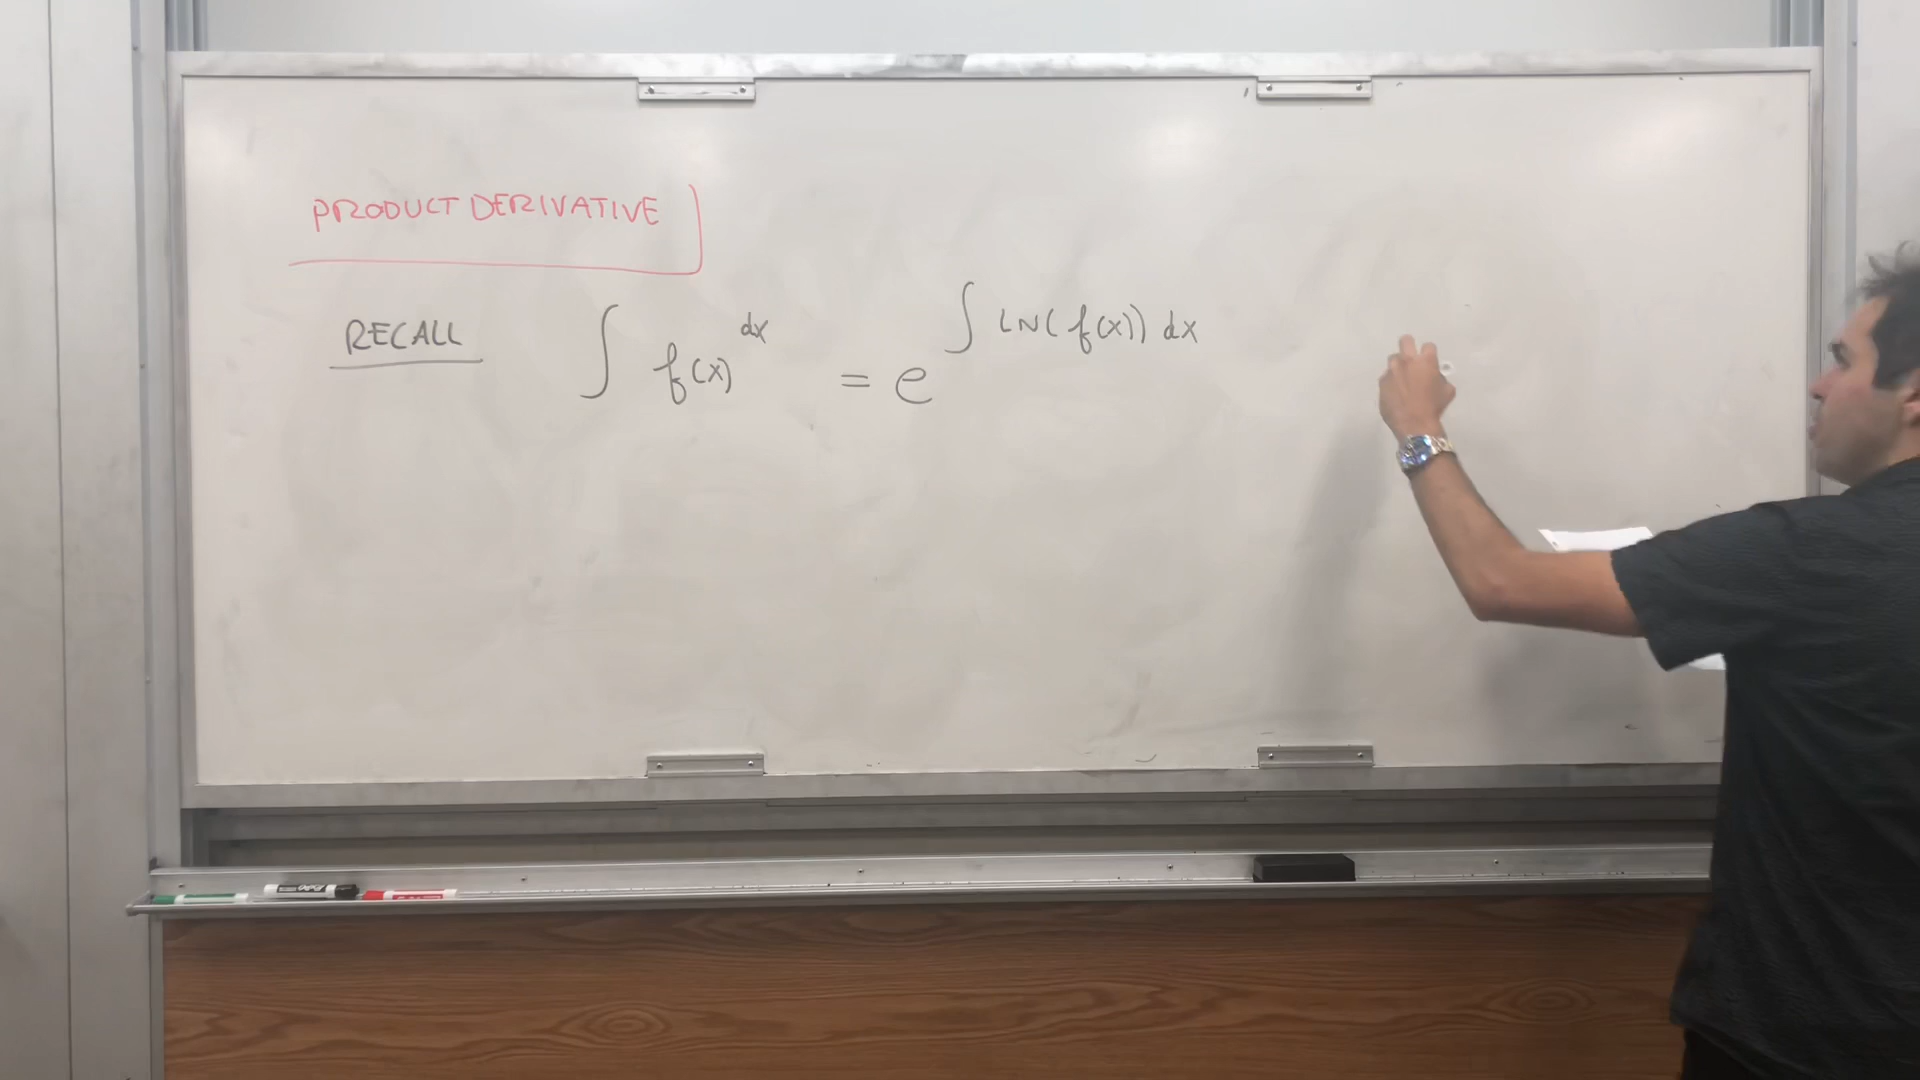 PRODUCT DERIVATIVE
RECALL ∫ f(x)^dx = e^∫ LN(f(x)) dx